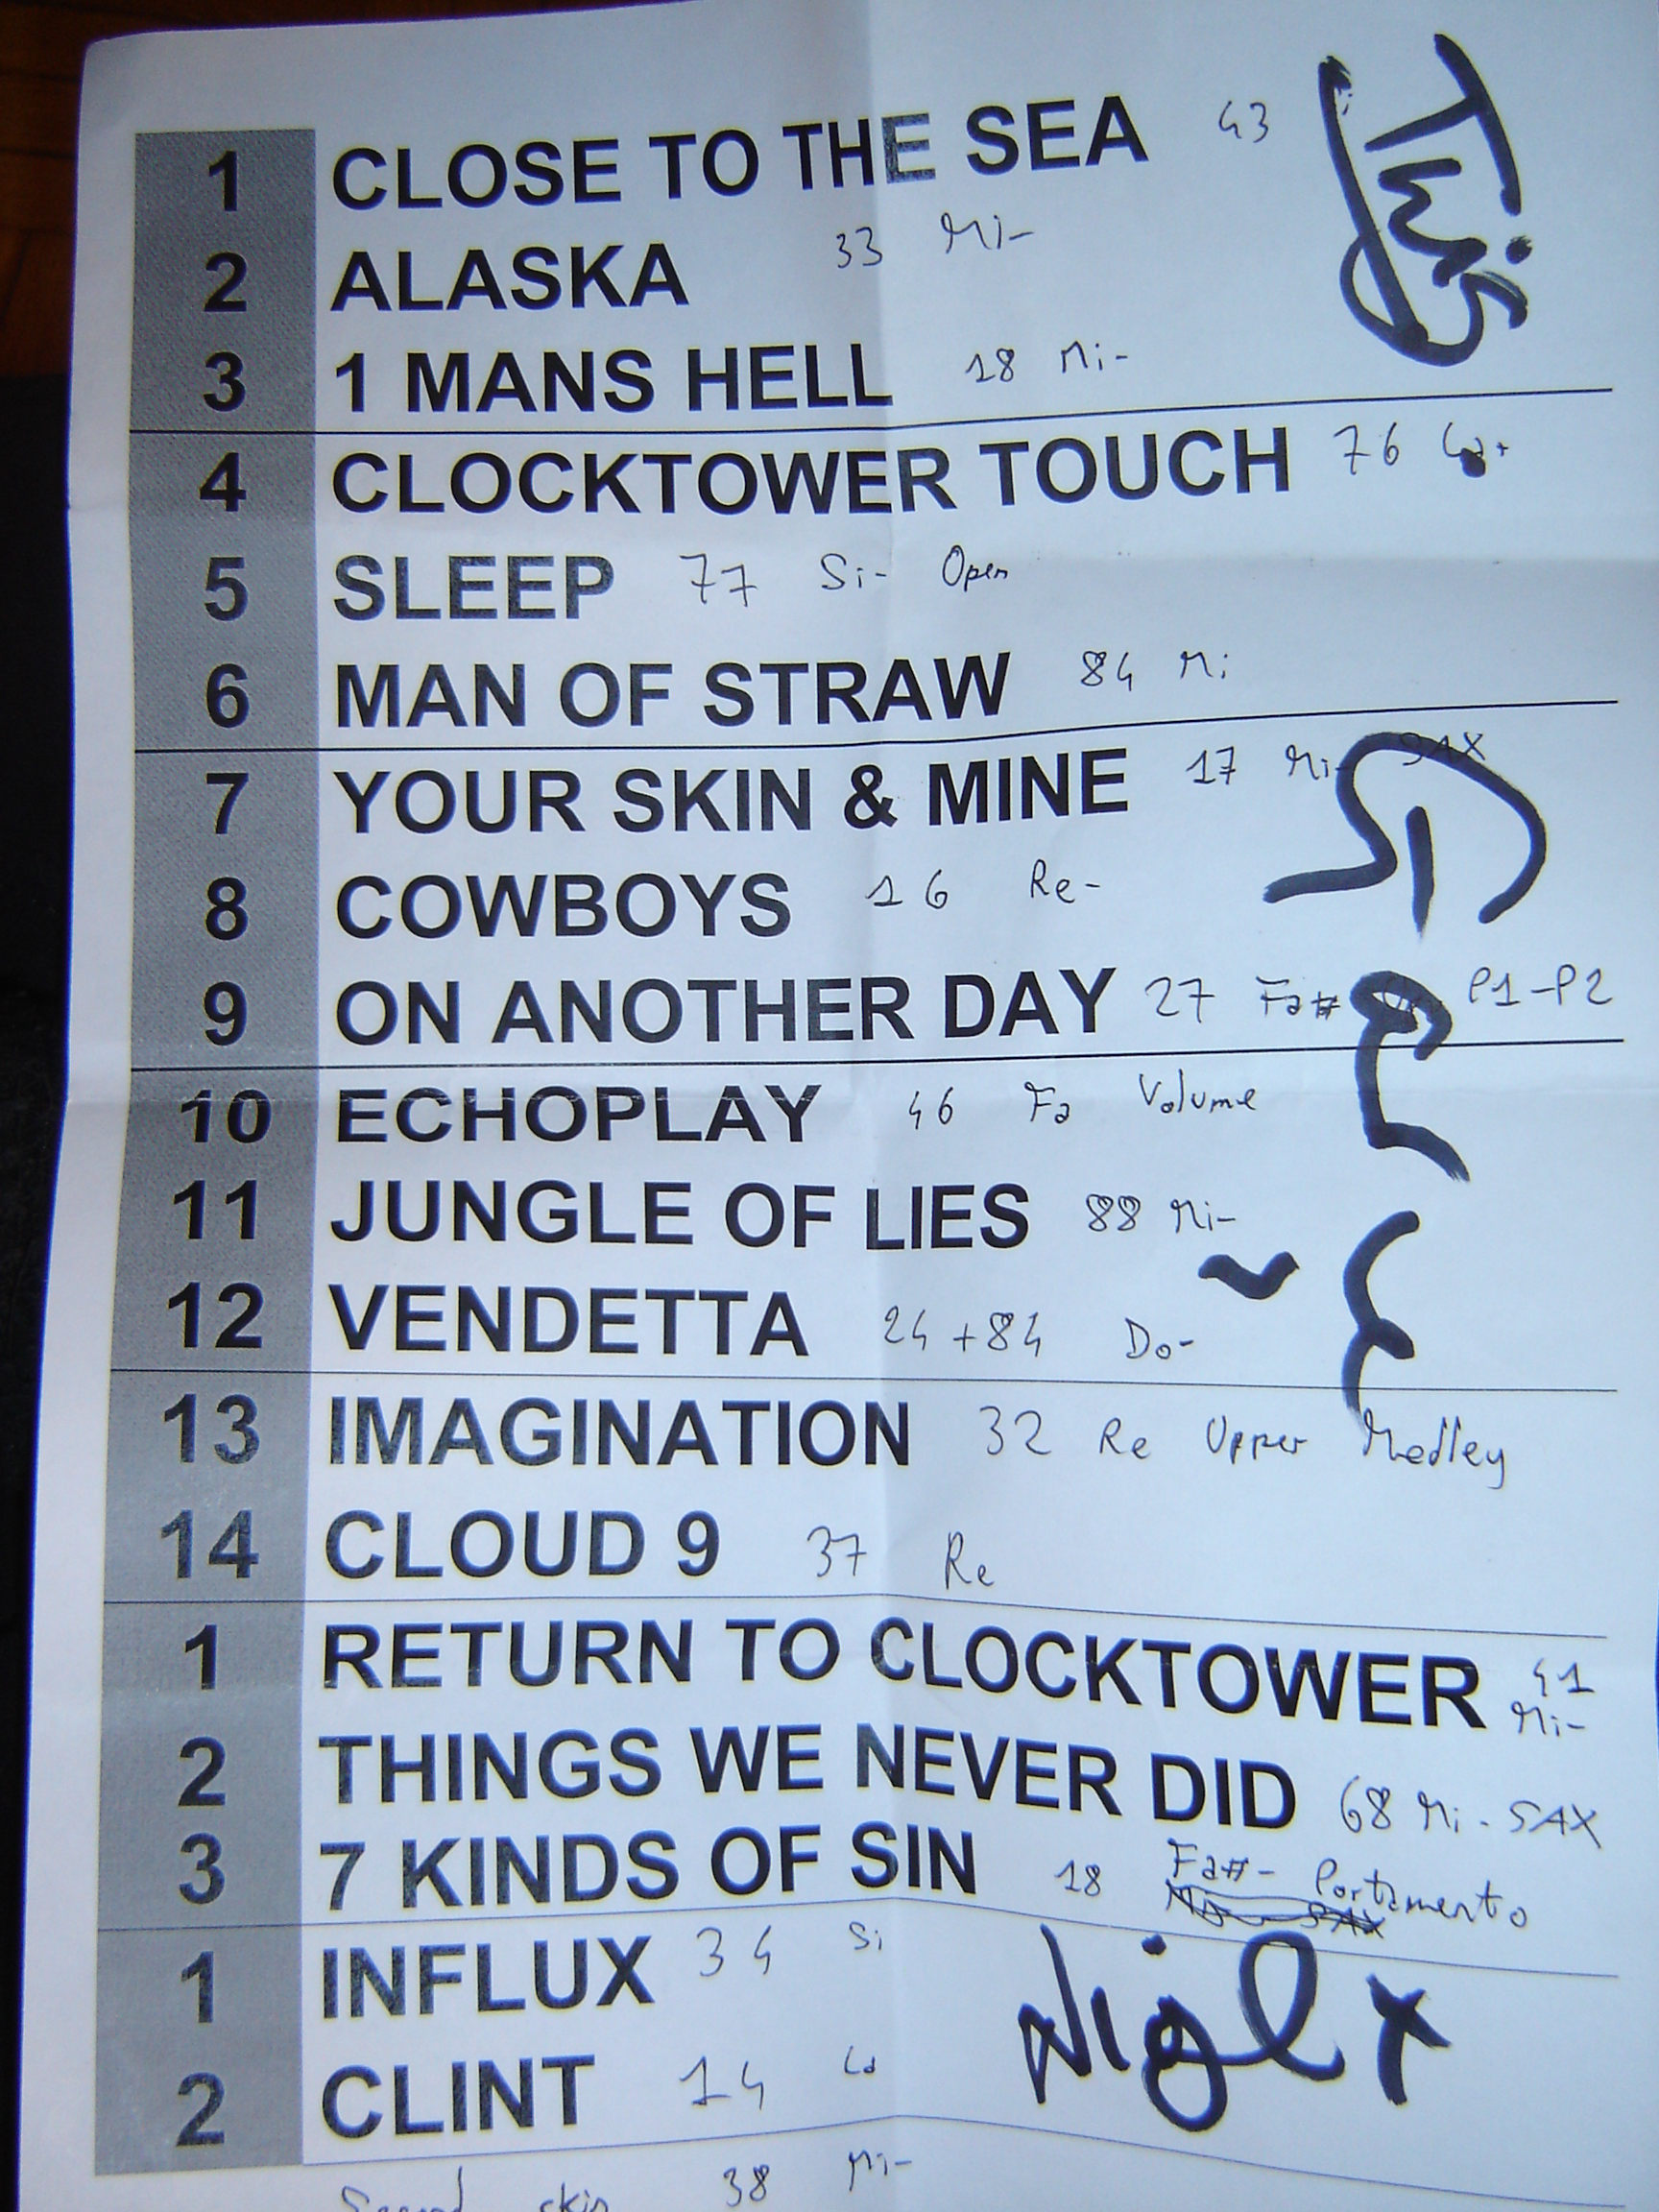 1 CLOSE TO THE SEA 43
2 ALASKA 33 Mi-
3 1 MANS HELL 18 Mi-
4 CLOCKTOWER TOUCH 76
5 SLEEP 77 Si- Open
6 MAN OF STRAW 84 Mi
7 YOUR SKIN & MINE 17 Mi- SAX
8 COWBOYS 16 Re-
9 ON ANOTHER DAY 27 Fa# P1-P2
10 ECHOPLAY 46 Fa Volume
11 JUNGLE OF LIES 88 Mi-
12 VENDETTA 24+84 Do-
13 IMAGINATION 32 Re Upper Medley
14 CLOUD 9 37 Re
1 RETURN TO CLOCKTOWER 41 Mi-
2 THINGS WE NEVER DID 68 Mi- SAX
3 7 KINDS OF SIN 18 Fa#- Portamento
1 INFLUX 34 Si
2 CLINT 14 La
Nigel x
Second skin 38 Mi-